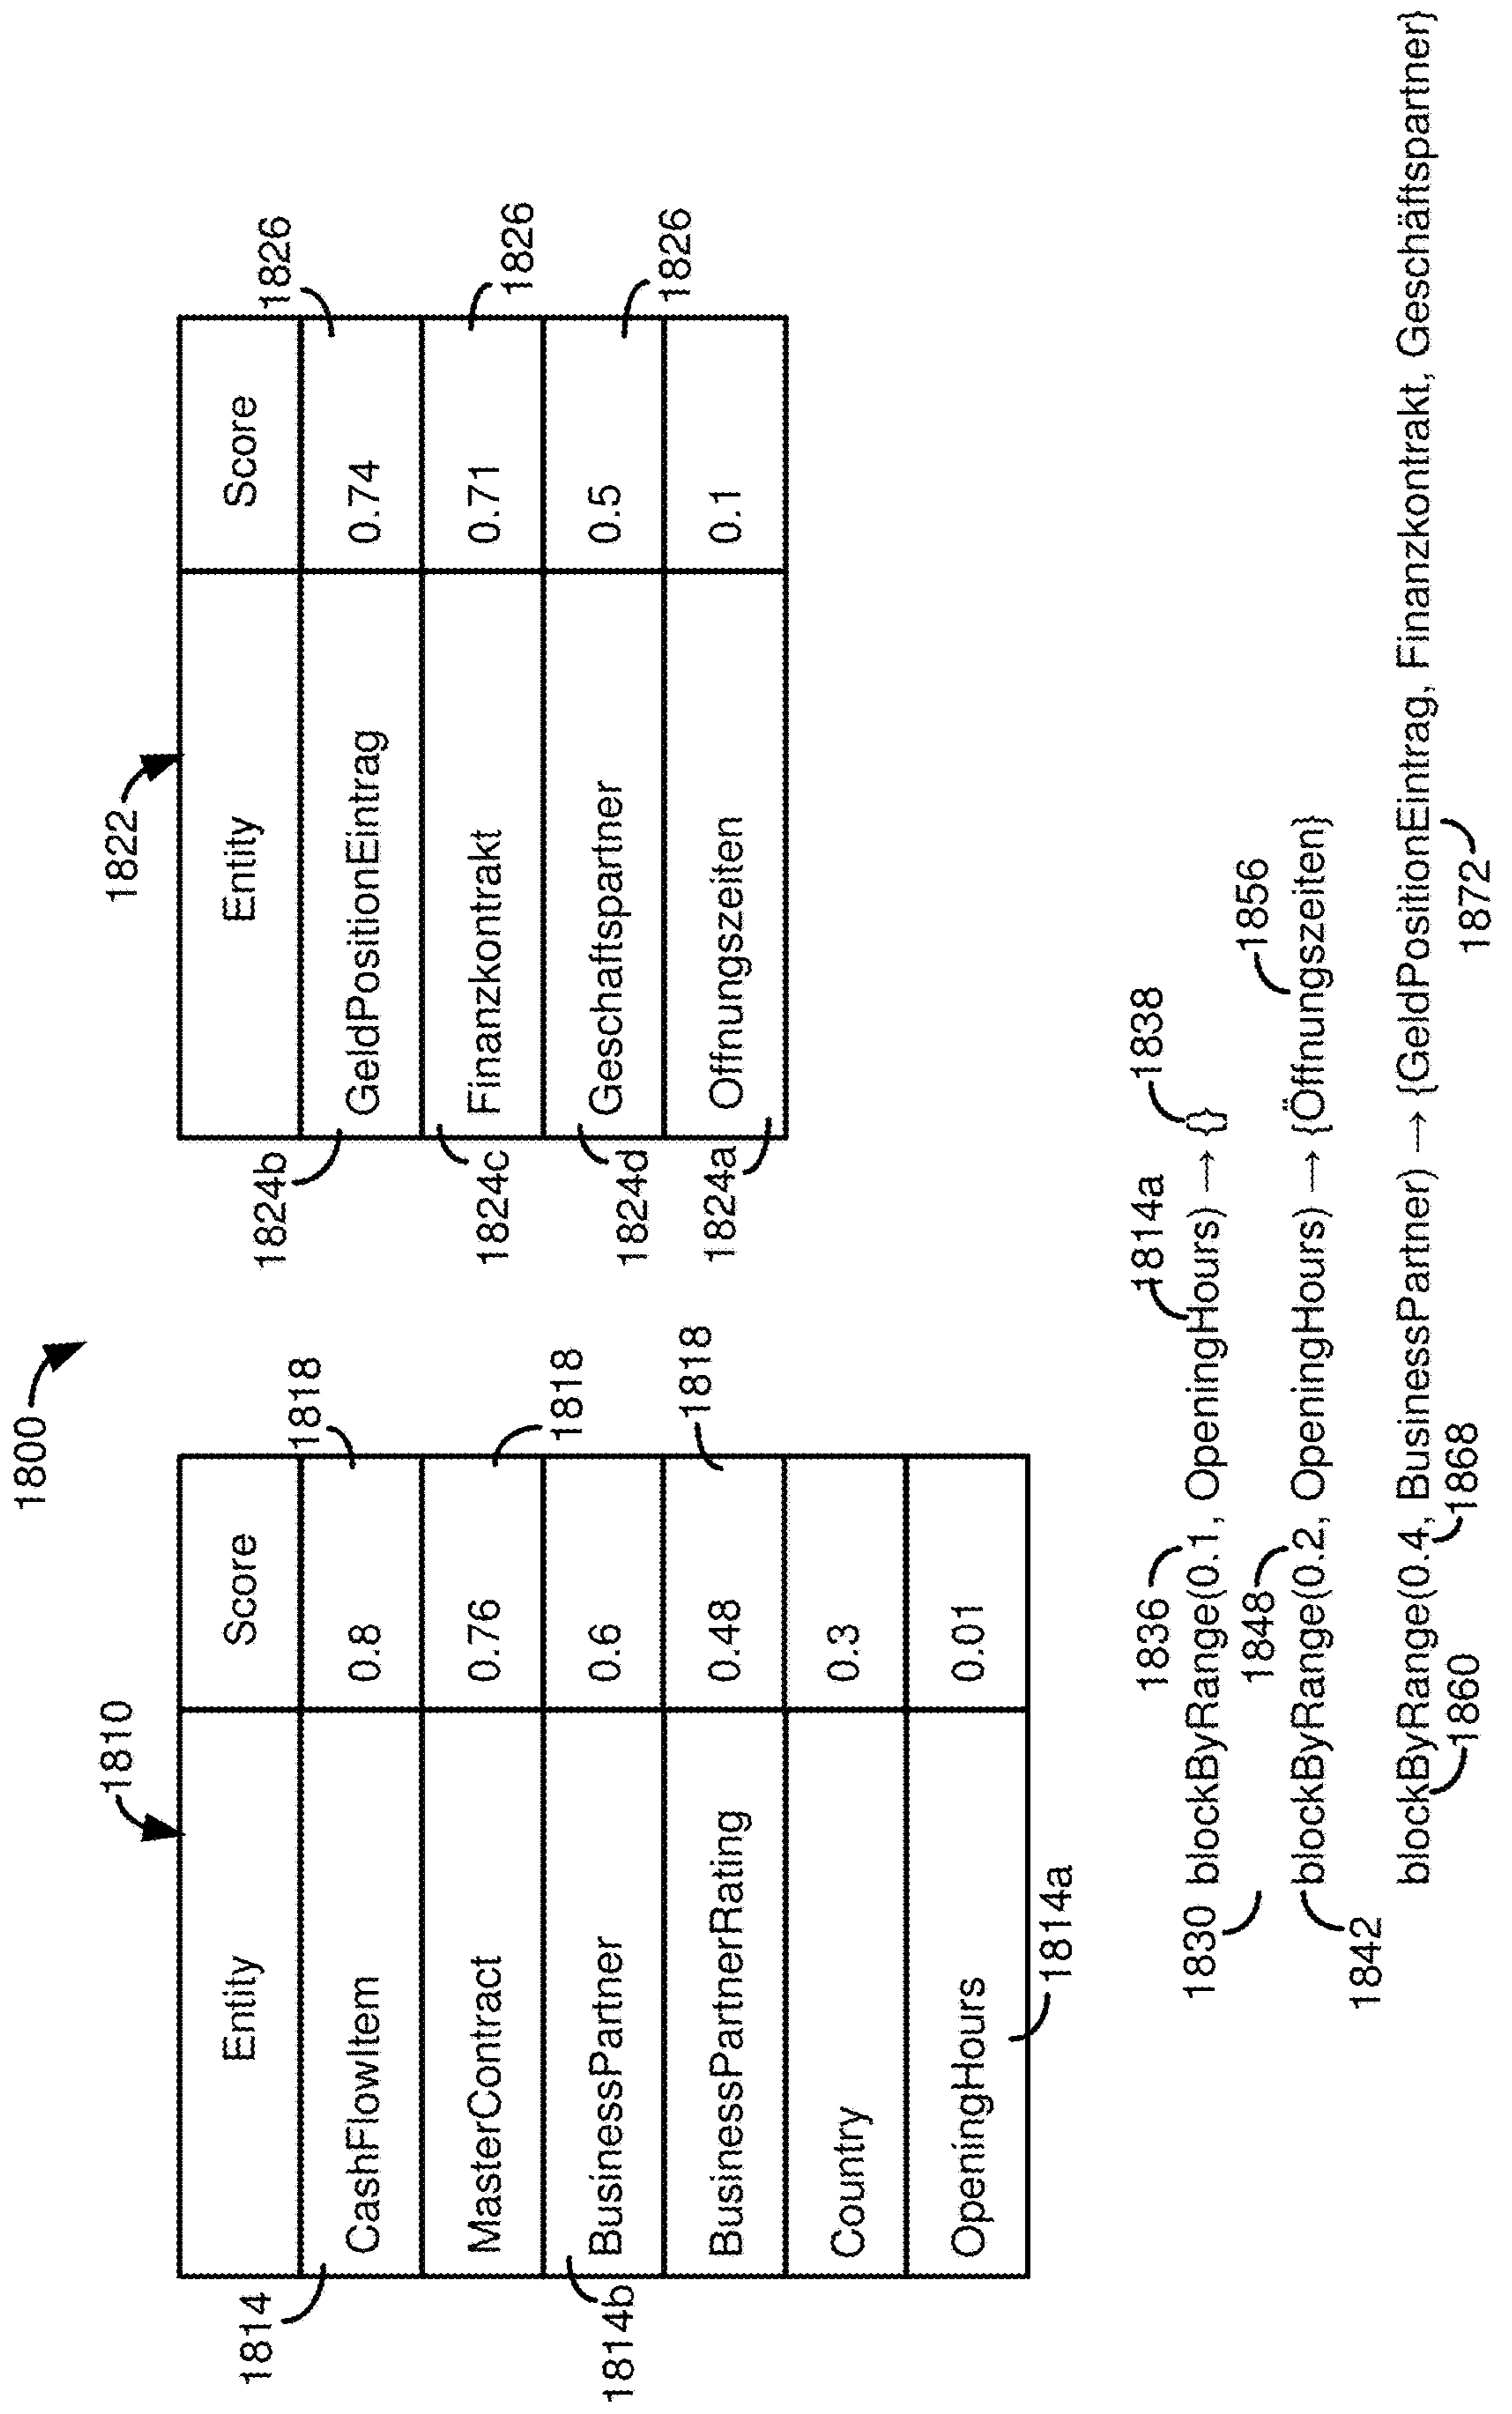 1800
1810
Entity Score
1814 CashFlowItem 0.8 1818
MasterContract 0.76 1818
1814b BusinessPartner 0.6
BusinessPartnerRating 0.48 1818
Country 0.3
OpeningHours 0.01
1814a
1822
Entity Score
1824b GeldPositionEintrag 0.74 1826
1824c Finanzkontrakt 0.71 1826
1824d Geschaftspartner 0.5 1826
1824a Offnungszeiten 0.1
1836 1814a 1838
1830 blockByRange(0.1, OpeningHours) → {}
1848 1856
1842 blockByRange(0.2, OpeningHours) → {Öffnungszeiten}
blockByRange(0.4, BusinessPartner) → {GeldPositionEintrag, Finanzkontrakt, Geschäftspartner}
1860 1868 1872